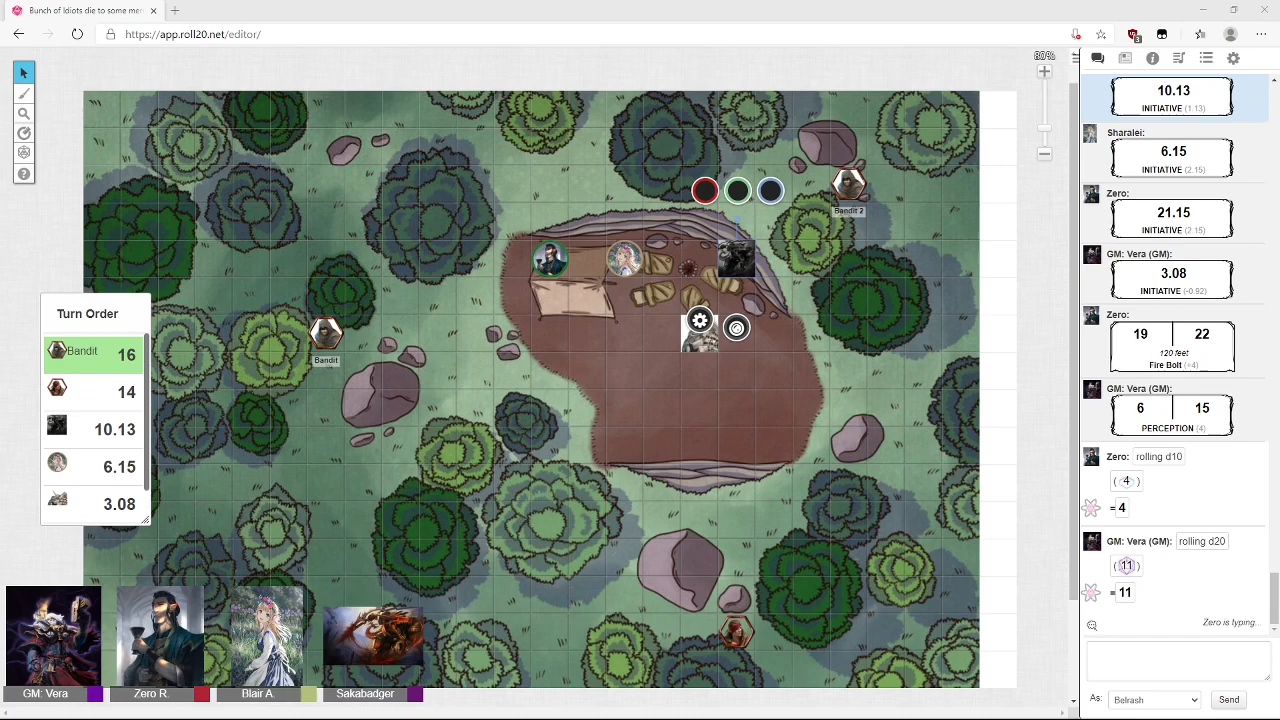 Bunch of Idiots die to some mer
https://app.roll20.net/editor/
3
80%
10.13
INITIATIVE (1.13)
Sharalei:
6.15
INITIATIVE (2.15)
Zero:
21.15
INITIATIVE (2.15)
GM: Vera (GM):
3.08
INITIATIVE (-0.92)
Zero:
19 22
120 feet
Fire Bolt (+4)
GM: Vera (GM):
6 15
PERCEPTION (4)
Zero: rolling d10
(4)
=4
GM: Vera (GM): rolling d20
(11)
=11
Zero is typing...
As: Belrash Send
Bandit 2
Bandit
Turn Order
Bandit 16
14
10.13
6.15
3.08
GM: Vera
Zero R.
Blair A.
Sakabadger